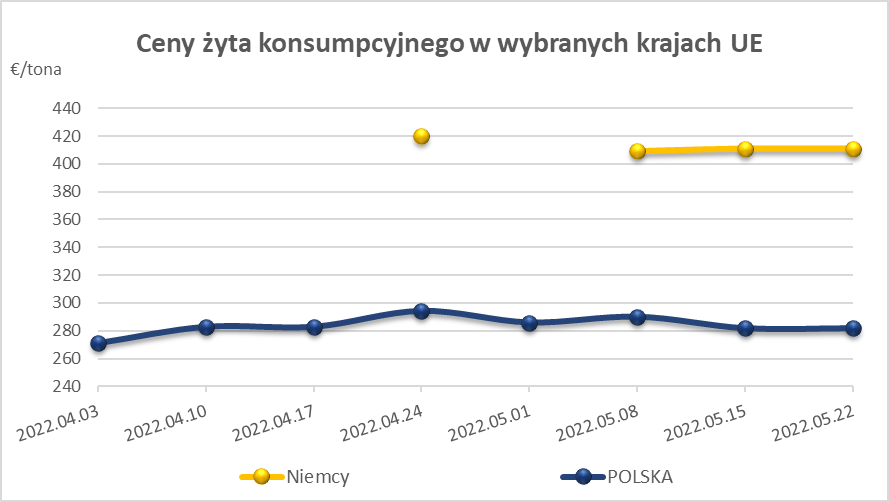 Ceny żyta konsumpcyjnego w wybranych krajach UE
€/tona
440
420
400
380
360
340
320
300
280
260
240
2022.04.03 2022.04.10 2022.04.17 2022.04.24 2022.05.01 2022.05.08 2022.05.15 2022.05.22
Niemcy POLSKA